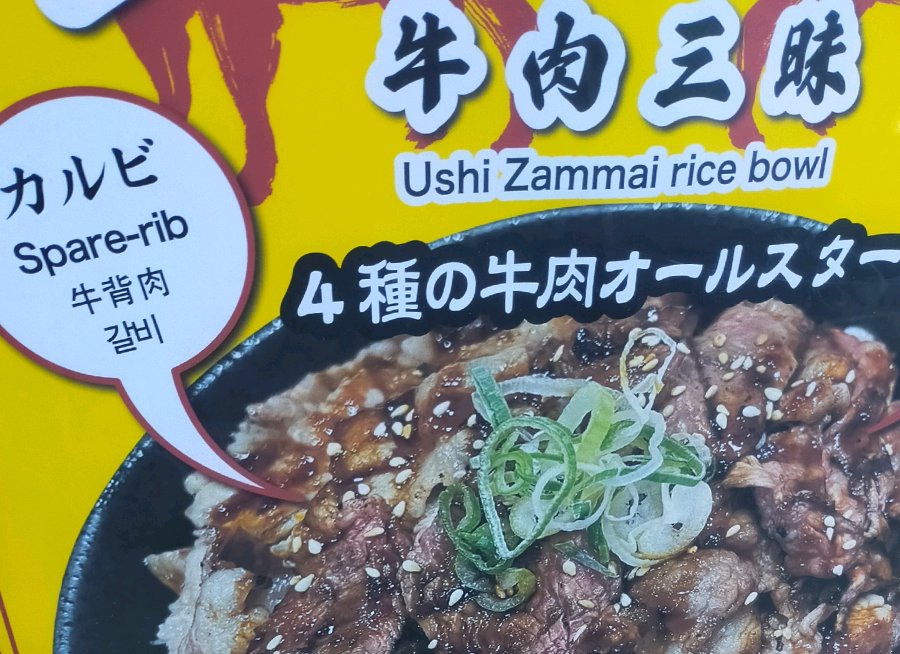 牛肉三昧
Ushi Zammai rice bowl
カルビ
Spare-rib
牛背肉
갈비
4種の牛肉オールスター